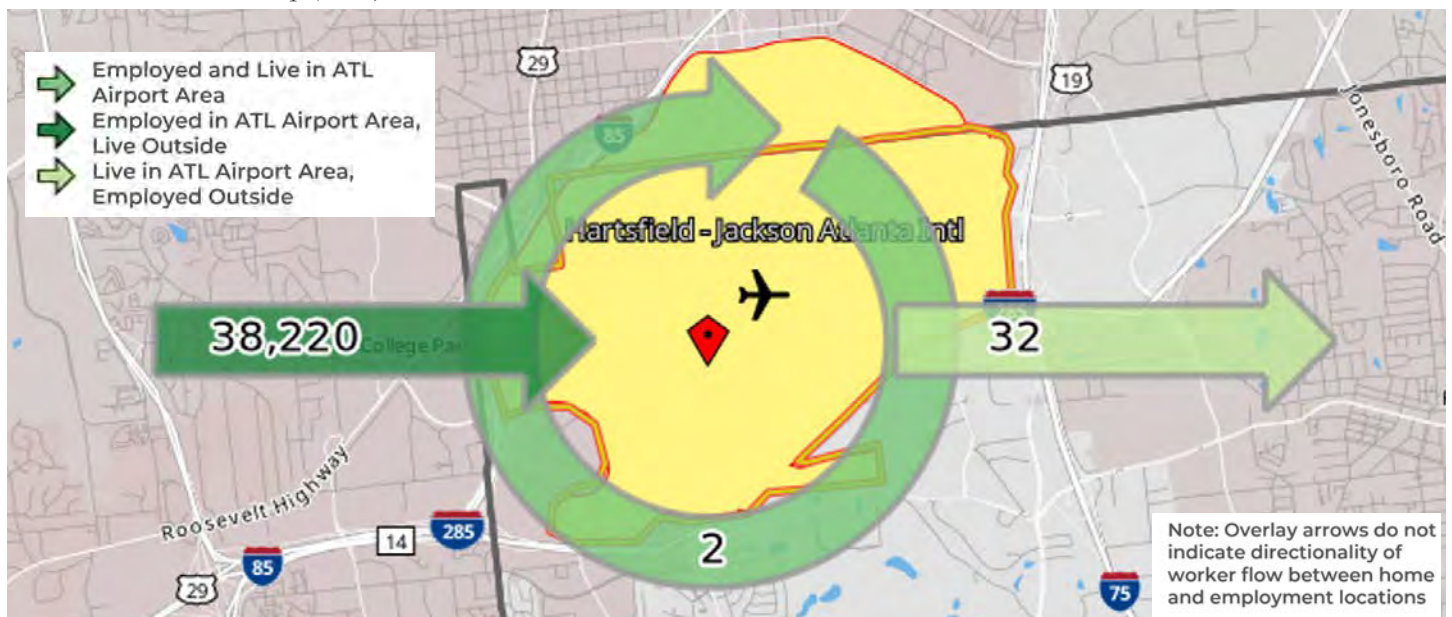 Employed and Live in ATL
Airport Area
Employed in ATL Airport Area,
Live Outside
Live in ATL Airport Area,
Employed Outside
29
19
85
Jonesboro Road
Hartsfield - Jackson Atlanta Intl
38,220
College Pa
32
2
Roosevelt Highway
14
285
85
29
75
Note: Overlay arrows do not
indicate directionality of
worker flow between home
and employment locations